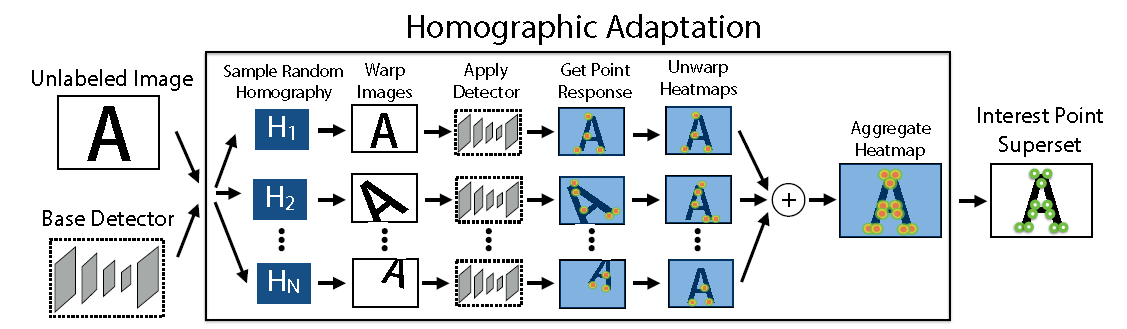 Homographic Adaptation
Unlabeled Image
A
Base Detector
Sample Random
Homography
Warp
Images
Apply
Detector
Get Point
Response
Unwarp
Heatmaps
H1
A
A
A
H2
A
A
A
HN
A
A
A
+
Aggregate
Heatmap
A
Interest Point
Superset
A